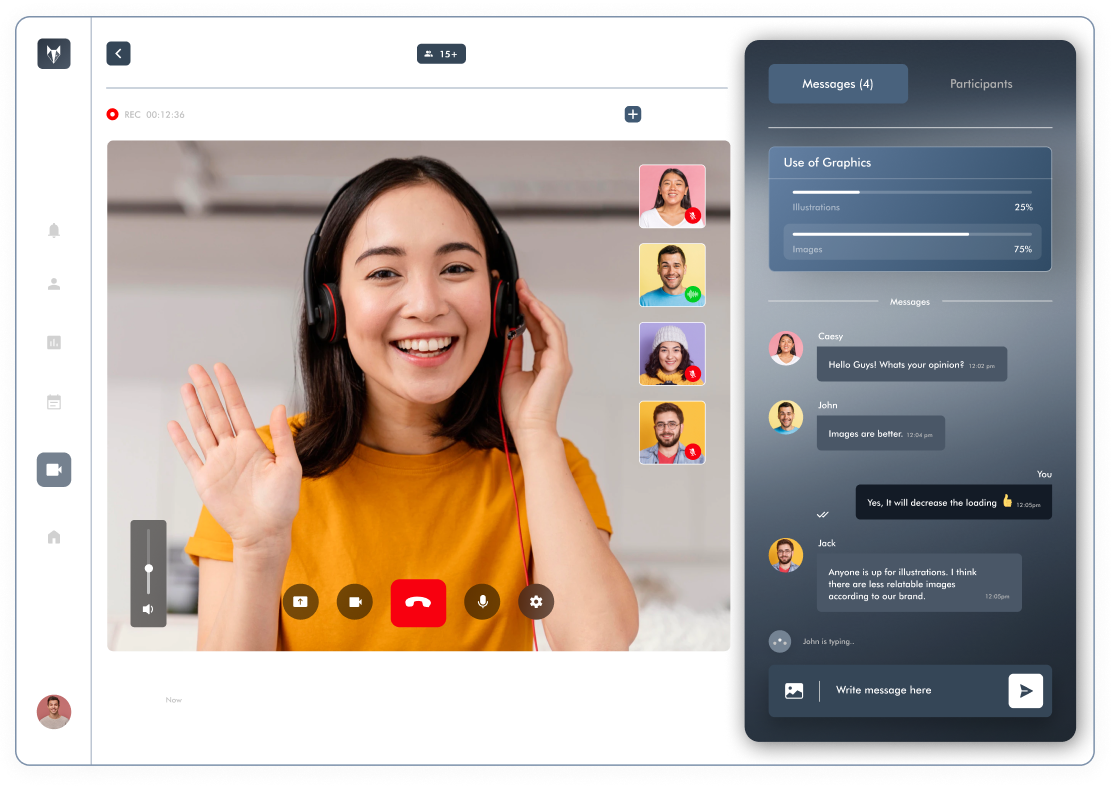 15+
REC 00:12:36
Now
Messages (4)
Participants
Use of Graphics
Illustrations
25%
Images
75%
Messages
Caesy
Hello Guys! Whats your opinion? 12:02 pm
John
Images are better. 12:04 pm
You
Yes, It will decrease the loading 👍 12:05pm
Jack
Anyone is up for illustrations. I think
there are less relatable images
according to our brand. 12:05pm
John is typing..
Write message here